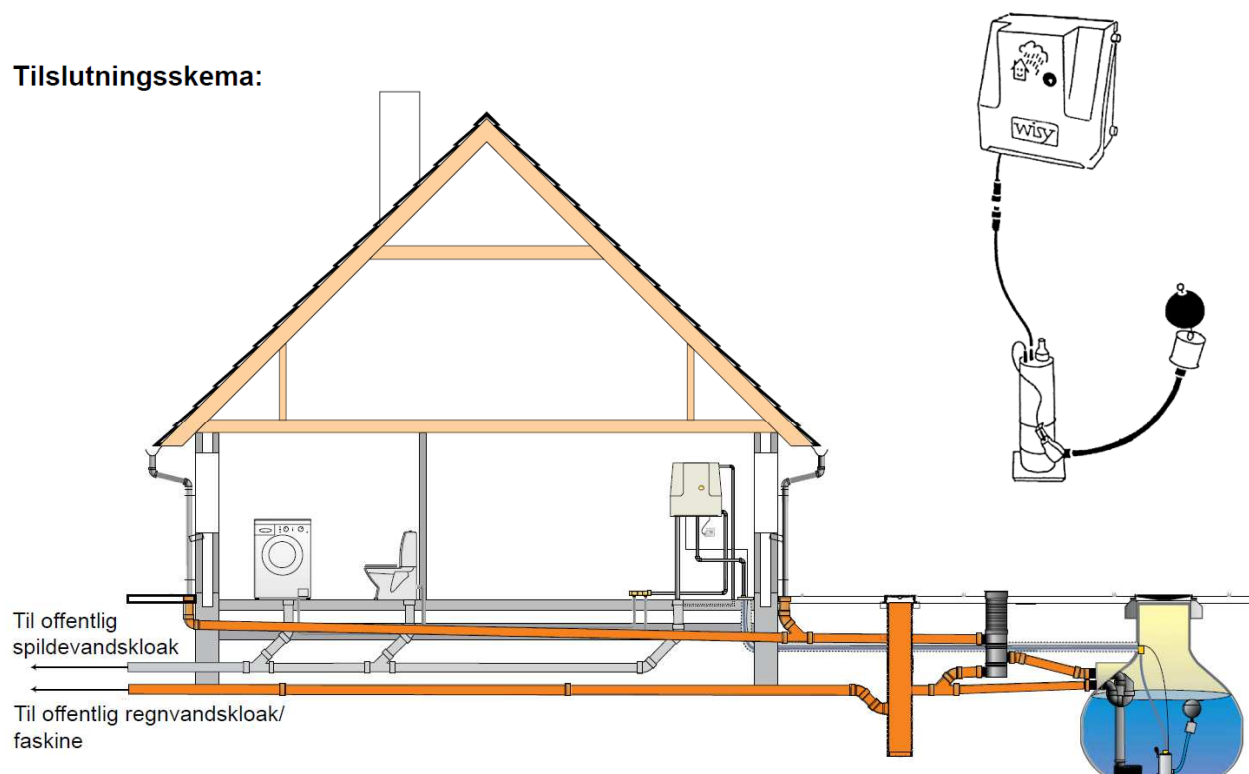 Tilslutningsskema:
wisy
Til offentlig
spildevandskloak
Til offentlig regnvandskloak/
faskine